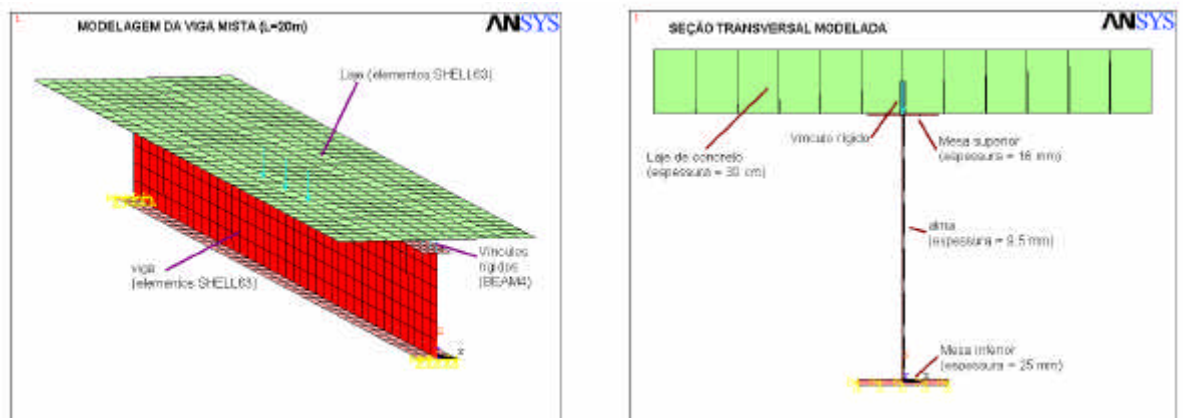 1
MODELAGEM DA VIGA MISTA (L=20m)
ANSYS
Laje (elementos SHELL63)
viga
(elementos SHELL63)
Vínculos
rígidos
(BEAM4)
Z
X
1
SEÇÃO TRANSVERSAL MODELADA
ANSYS
Laje de concreto
(espessura = 30 cm)
Vínculo rígido
Mesa superior
(espessura = 16 mm)
alma
(espessura = 9.5 mm)
Mesa inferior
(espessura = 25 mm)